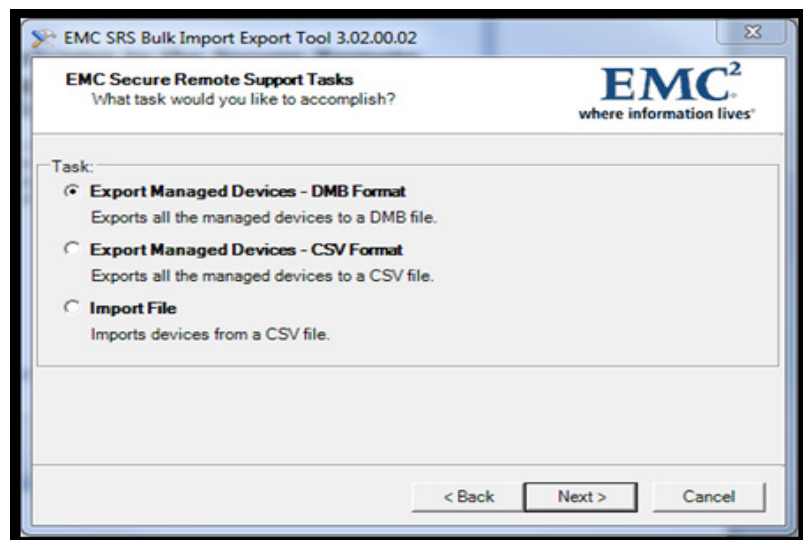 EMC SRS Bulk Import Export Tool 3.02.00.02
EMC Secure Remote Support Tasks
What task would you like to accomplish?
EMC²
where information lives®
Task:
Export Managed Devices - DMB Format
Exports all the managed devices to a DMB file.
Export Managed Devices - CSV Format
Exports all the managed devices to a CSV file.
Import File
Imports devices from a CSV file.
< Back
Next >
Cancel